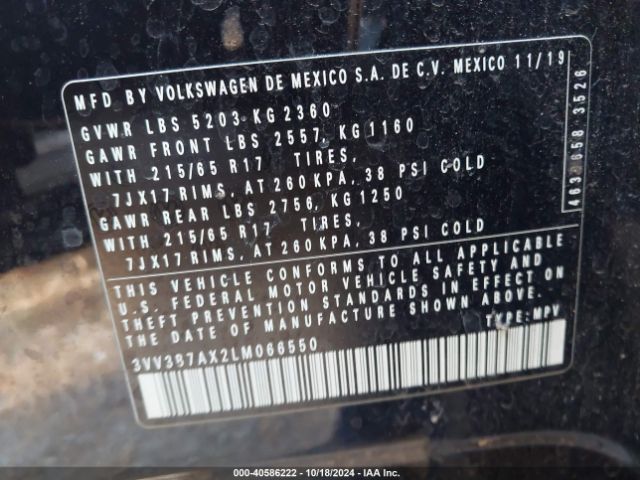 MFD. BY VOLKSWAGEN DE MEXICO S.A. DE C.V. MEXICO 11/19
GVWR LBS 5203 KG 2360
GAWR FRONT LBS 2557, KG 1160
WITH 215/65 R17 TIRES,
7JX17 RIMS, AT 260 KPA, 38 PSI COLD
GAWR REAR LBS 2756, KG 1250
WITH 215/65 R17 TIRES,
7JX17 RIMS, AT 260 KPA, 38 PSI COLD
THIS VEHICLE CONFORMS TO ALL APPLICABLE
U.S. FEDERAL MOTOR VEHICLE SAFETY AND
THEFT PREVENTION STANDARDS IN EFFECT ON
THE DATE OF MANUFACTURE SHOWN ABOVE.
3VV3B7AX2LM066550 TYPE: MPV
3526
000-40586222 - 10/18/2024 - IAA Inc.